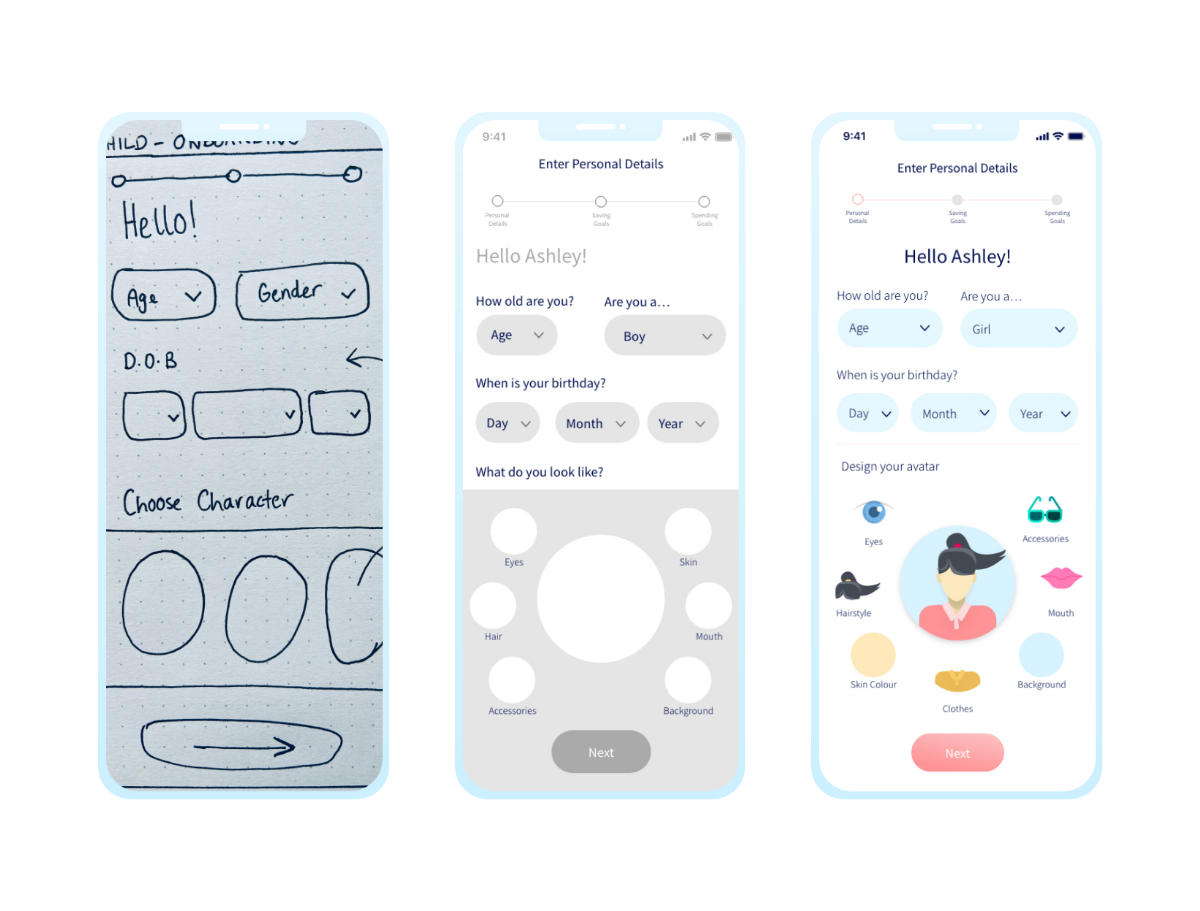 HILD - ONBOARDING
Hello!
Age
Gender
D.O.B
Choose Character
9:41
Enter Personal Details
Personal
Details
Saving
Goals
Spending
Goals
Hello Ashley!
How old are you?
Are you a...
Age
Boy
When is your birthday?
Day
Month
Year
What do you look like?
Eyes
Skin
Hair
Mouth
Accessories
Background
Next
9:41
Enter Personal Details
Personal
Details
Saving
Goals
Spending
Goals
Hello Ashley!
How old are you?
Are you a...
Age
Girl
When is your birthday?
Day
Month
Year
Design your avatar
Eyes
Accessories
Hairstyle
Mouth
Skin Colour
Background
Clothes
Next